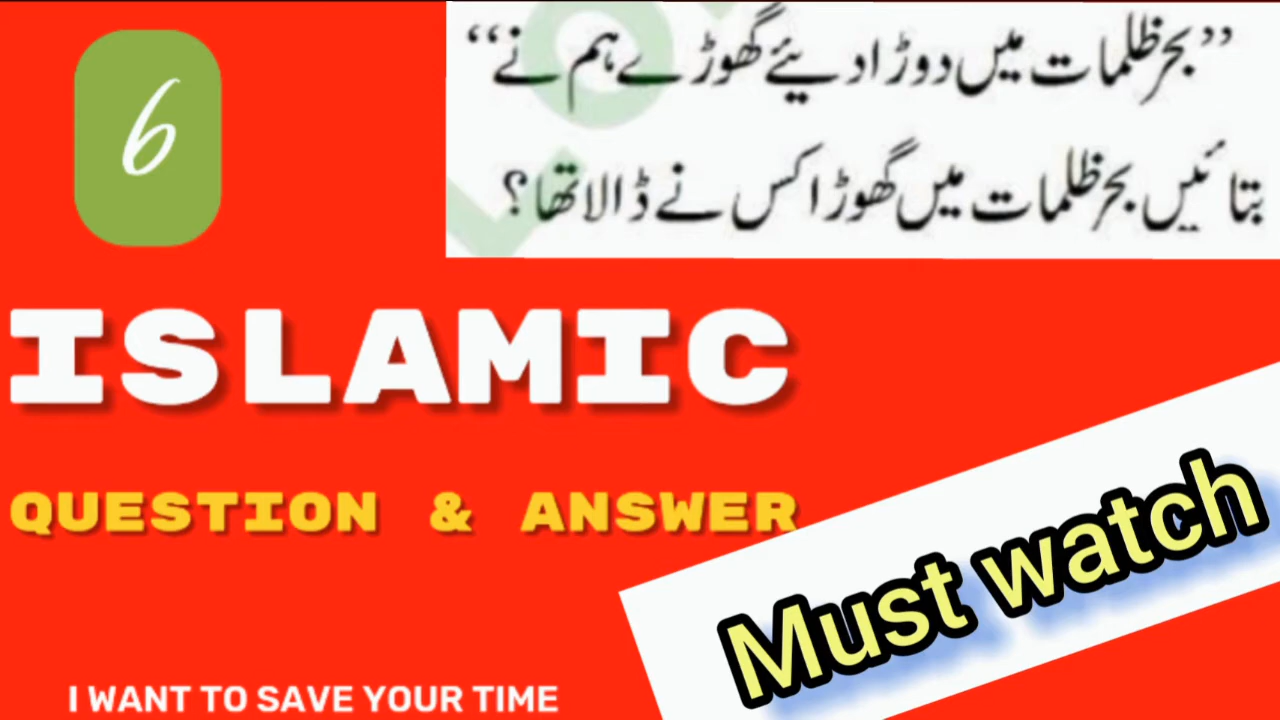 6
”بحرِ ظلمات میں دوڑا دیئے گھوڑے ہم نے“
بتائیں بحرِ ظلمات میں گھوڑا کس نے ڈالا تھا؟
ISLAMIC
QUESTION & ANSWER
Must watch
I WANT TO SAVE YOUR TIME